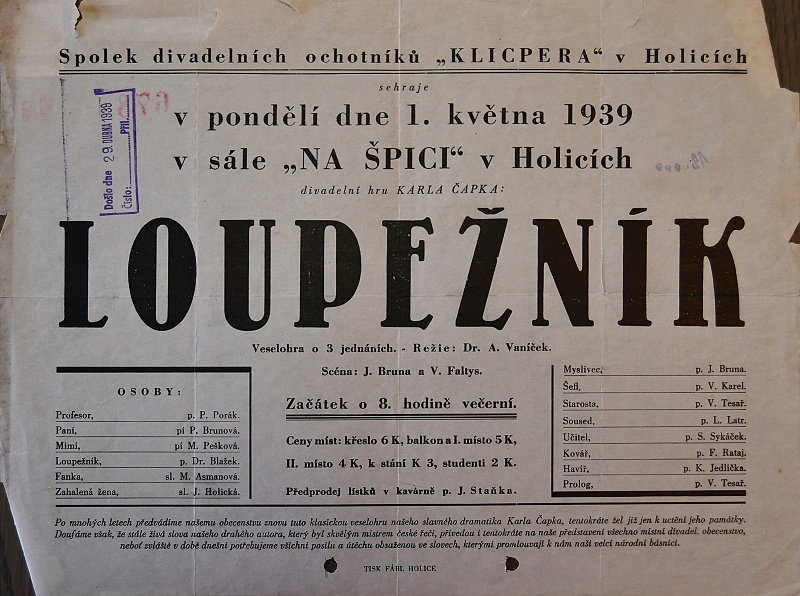 Spolek divadelních ochotníků „KLICPERA“ v Holicích
sehraje
v pondělí dne 1. května 1939
v sále „NA ŠPICI“ v Holicích
divadelní hru KARLA ČAPKA:
Došlo dne 29. DUBNA 1939
Číslo: Příl.
LOUPEŽNÍK
Veselohra o 3 jednáních. - Režie: Dr. A. Vaníček.
Scéna: J. Bruna a V. Faltys.
OSOBY:
Profesor, p. P. Porák.
Paní, pí P. Brunová.
Mimi, pí M. Pešková.
Loupežník, p. Dr. Blažek.
Fanka, sl. M. Asmanová.
Zahalená žena, sl. J. Holická.
Začátek o 8. hodině večerní.
Ceny míst: křeslo 6 K, balkon a I. místo 5 K,
II. místo 4 K, k stání K 3, studenti 2 K.
Předprodej lístků v kavárně p. J. Staňka.
Myslivec, p. J. Bruna.
Šefl, p. V. Karel.
Starosta, p. V. Tesař.
Soused, p. L. Latr.
Učitel, p. S. Sykáček.
Kovář, p. F. Rataj.
Havíř, p. K. Jedlička.
Prolog, p. V. Tesař.
Po mnohých letech předvádíme našemu obecenstvu znovu tuto klasickou veselohru našeho slavného dramatika Karla Čapka, tentokráte žel již jen k uctění jeho památky.
Doufáme však, že stále živá slova našeho drahého autora, který byl skvělým mistrem české řeči, přivedou i tentokráte na naše představení všechno místní divadel. obecenstvo,
neboť zvláště v době dnešní potřebujeme všichni posilu a útěchu obsaženou ve slovech, kterými promlouvají k nám naši velcí národní básníci.
TISK FÁBL HOLICE